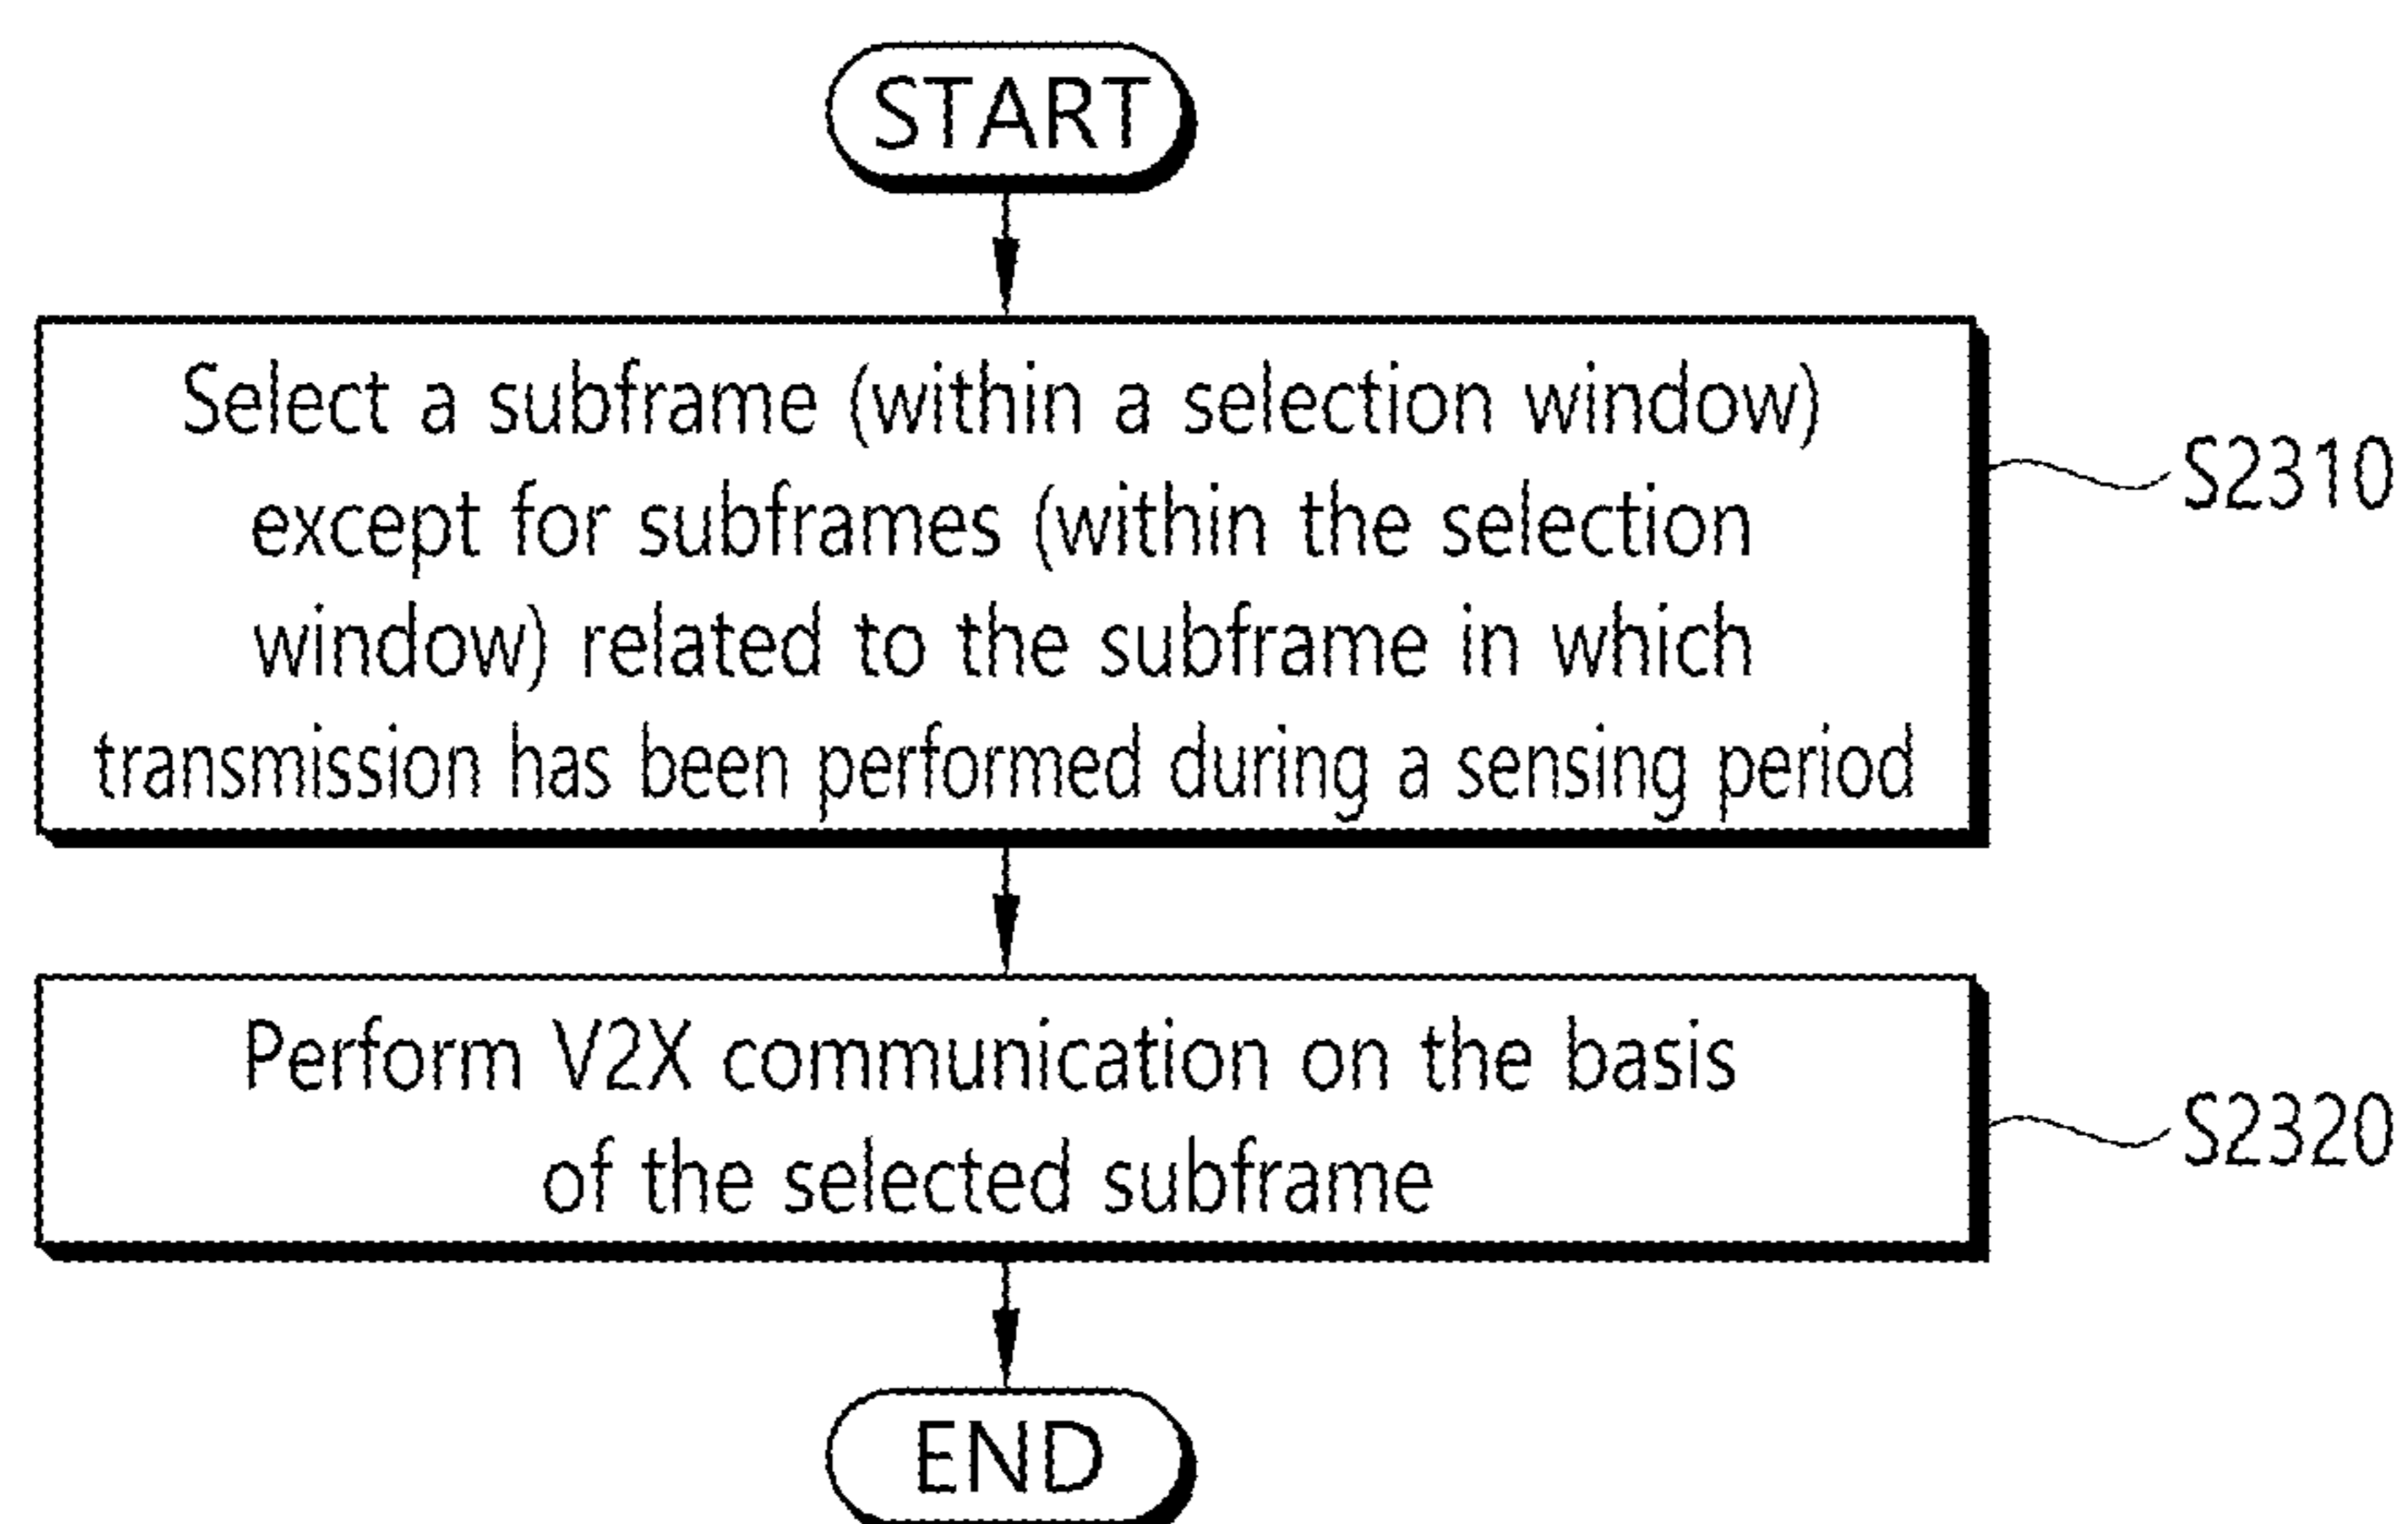 START
Select a subframe (within a selection window)
except for subframes (within the selection
window) related to the subframe in which
transmission has been performed during a sensing period
S2310
Perform V2X communication on the basis
of the selected subframe
S2320
END